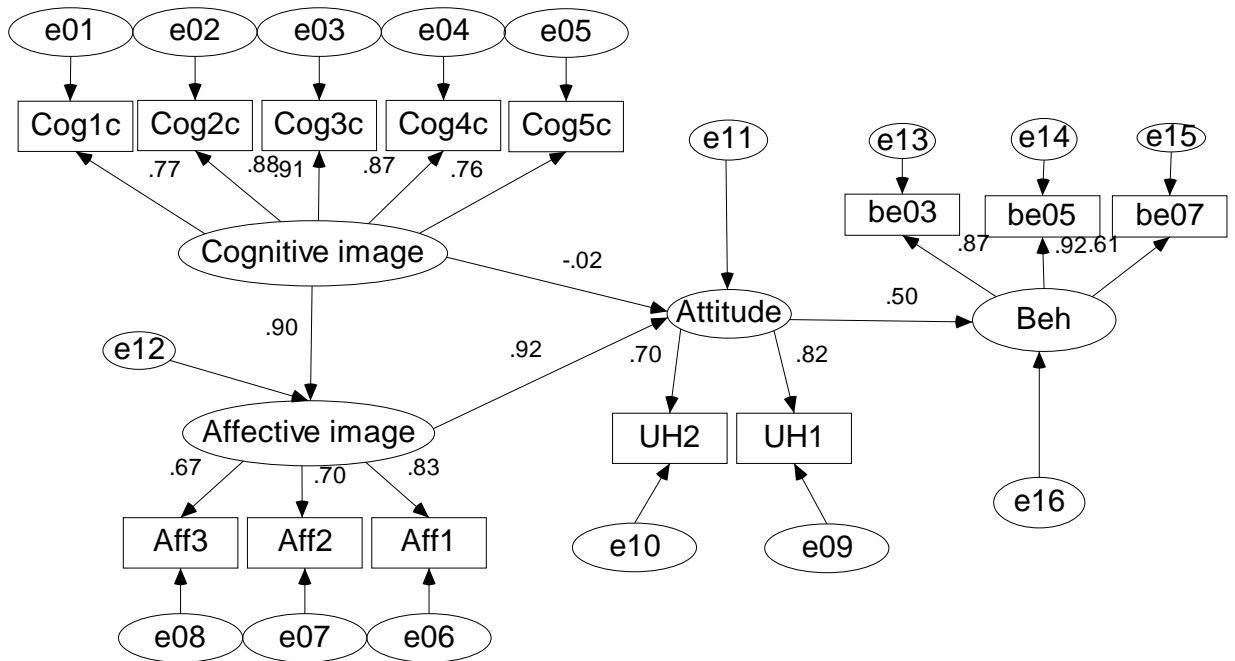 e01 e02 e03 e04 e05
Cog1c Cog2c Cog3c Cog4c Cog5c
e11 e13 e14 e15
.77 .88 .91 .87 .76
be03 be05 be07
.87 .92 .61
Cognitive image
-.02
Attitude .50 Beh
.90
e12 .92 .70 .82
Affective image
UH2 UH1
.67 .70 .83
e16
Aff3 Aff2 Aff1
e10 e09
e08 e07 e06